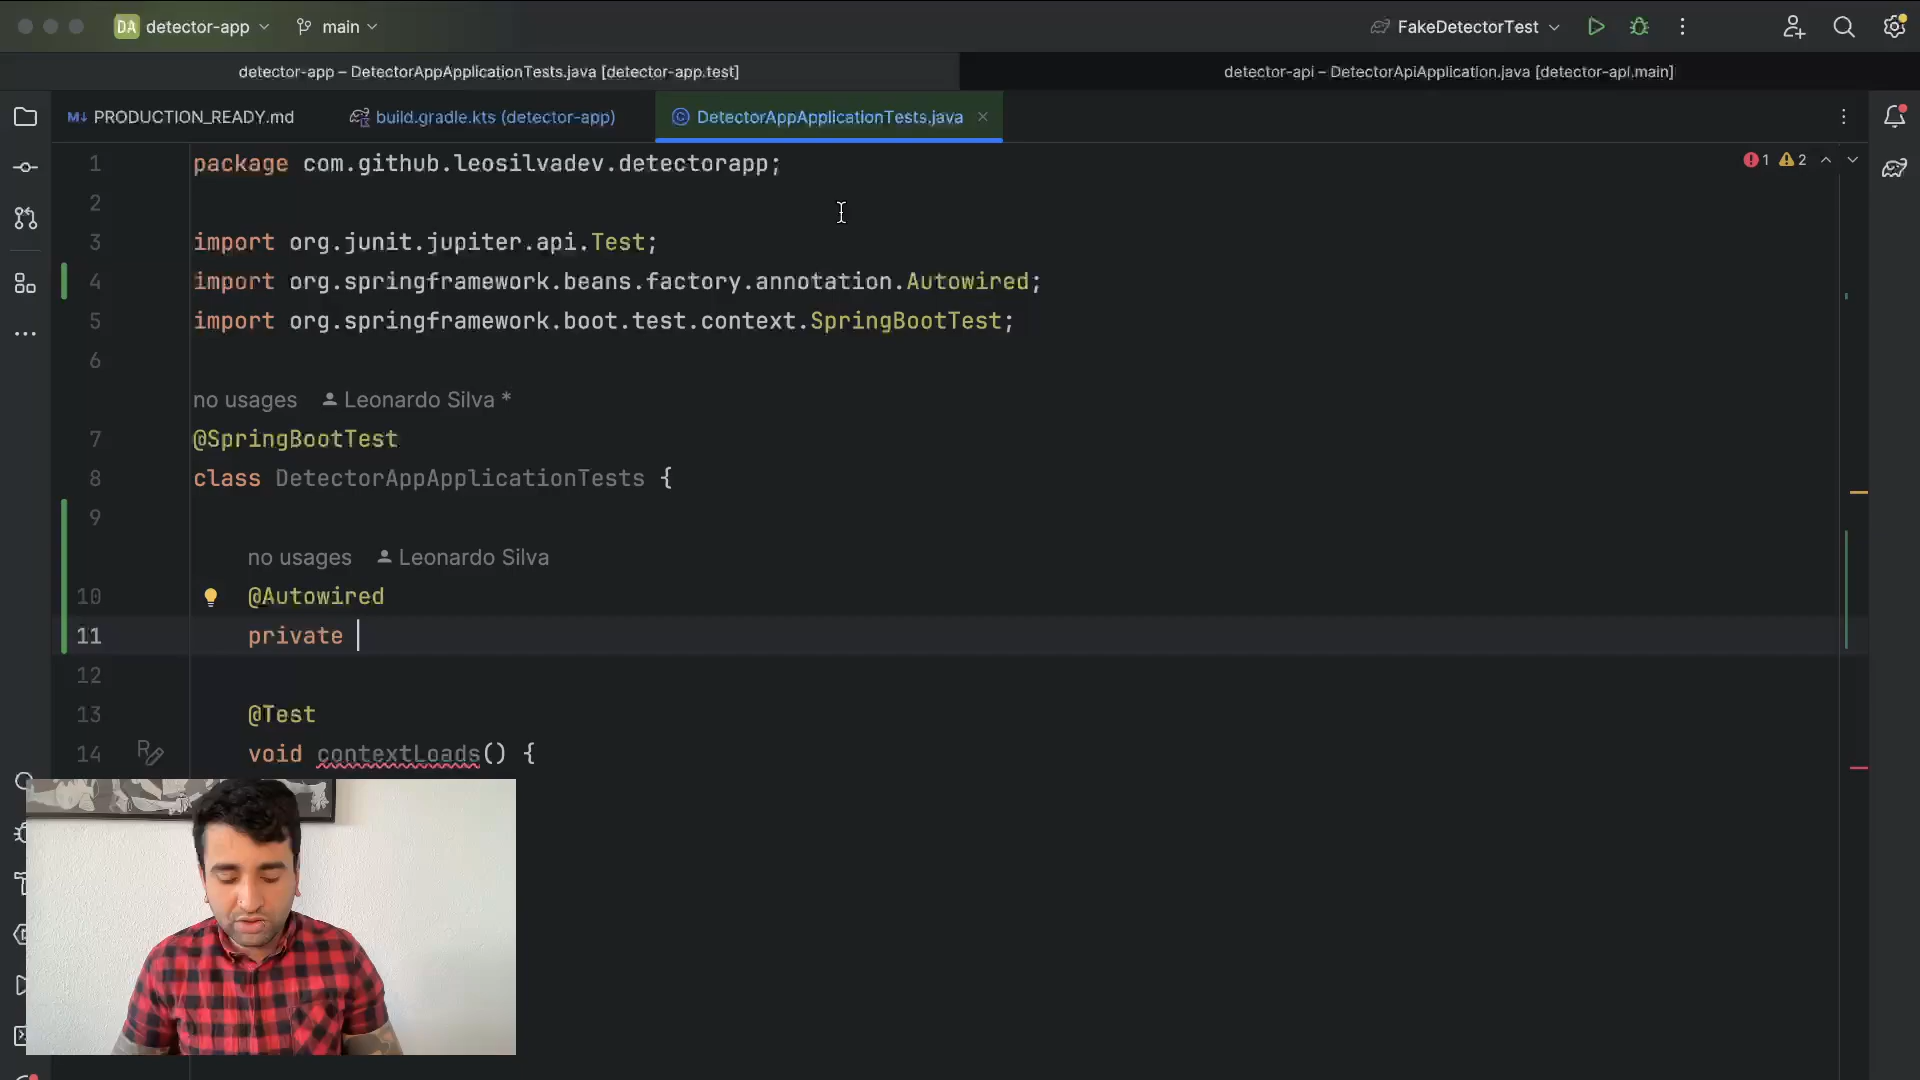 DA detector-app main FakeDetectorTest
detector-app – DetectorAppApplicationTests.java [detector-app.test] detector-api – DetectorApiApplication.java [detector-api.main]
M↓ PRODUCTION_READY.md build.gradle.kts (detector-app) DetectorAppApplicationTests.java
1 package com.github.leosilvadev.detectorapp; 1 2
2
3 import org.junit.jupiter.api.Test;
4 import org.springframework.beans.factory.annotation.Autowired;
5 import org.springframework.boot.test.context.SpringBootTest;
6
no usages Leonardo Silva *
7 @SpringBootTest
8 class DetectorAppApplicationTests {
9
no usages Leonardo Silva
10 @Autowired
11 private
12
13 @Test
14 void contextLoads() {